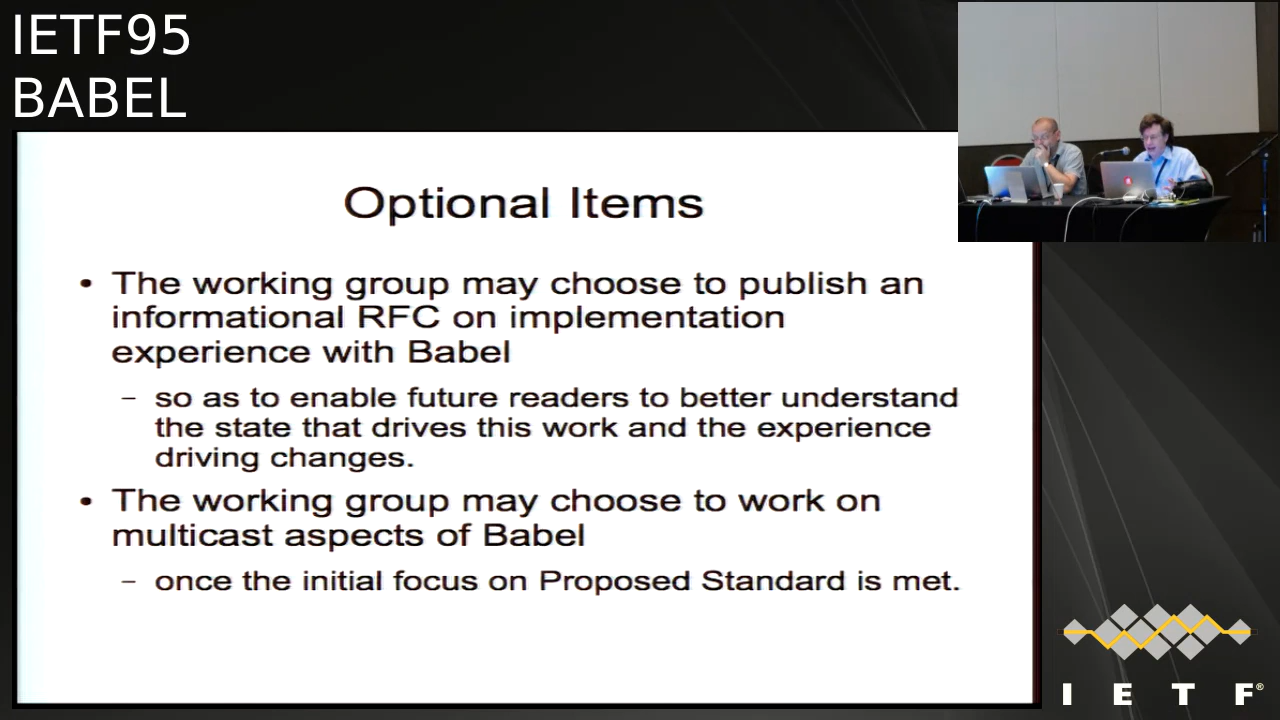 IETF95
BABEL
Optional Items
• The working group may choose to publish an
informational RFC on implementation
experience with Babel
– so as to enable future readers to better understand
the state that drives this work and the experience
driving changes.
• The working group may choose to work on
multicast aspects of Babel
– once the initial focus on Proposed Standard is met.
I E T F®